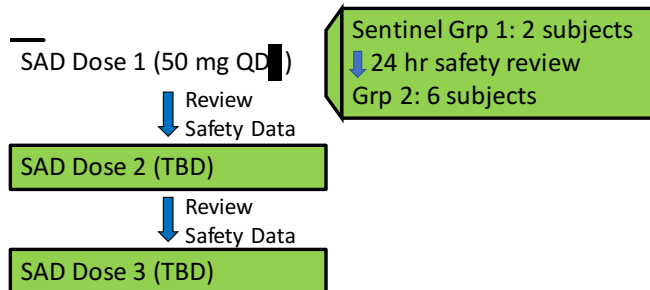 SAD Dose 1 (50 mg QD )
Sentinel Grp 1: 2 subjects
24 hr safety review
Grp 2: 6 subjects
Review
Safety Data
SAD Dose 2 (TBD)
Review
Safety Data
SAD Dose 3 (TBD)